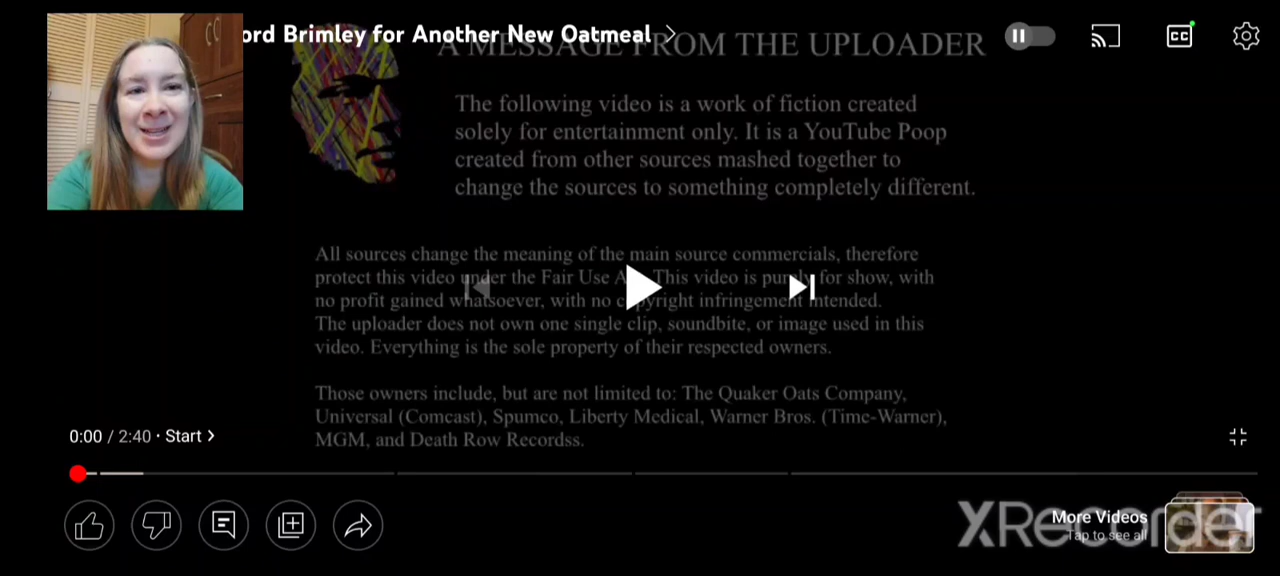 ord Brimley for Another New Oatmeal
A MESSAGE FROM THE UPLOADER
CC
The following video is a work of fiction created
solely for entertainment only. It is a YouTube Poop
created from other sources mashed together to
change the sources to something completely different.
All sources change the meaning of the main source commercials, therefore
protect this video under the Fair Use This video is purely for show, with
no profit gained whatsoever, with no copyright infringement intended.
The uploader does not own one single clip, soundbite, or image used in this
video. Everything is the sole property of their respected owners.
Those owners include, but are not limited to: The Quaker Oats Company,
Universal (Comcast), Spumco, Liberty Medical, Warner Bros. (Time-Warner),
MGM, and Death Row Recordss.
0:00 / 2:40 · Start
XRecorder
More Videos
Tap to see all